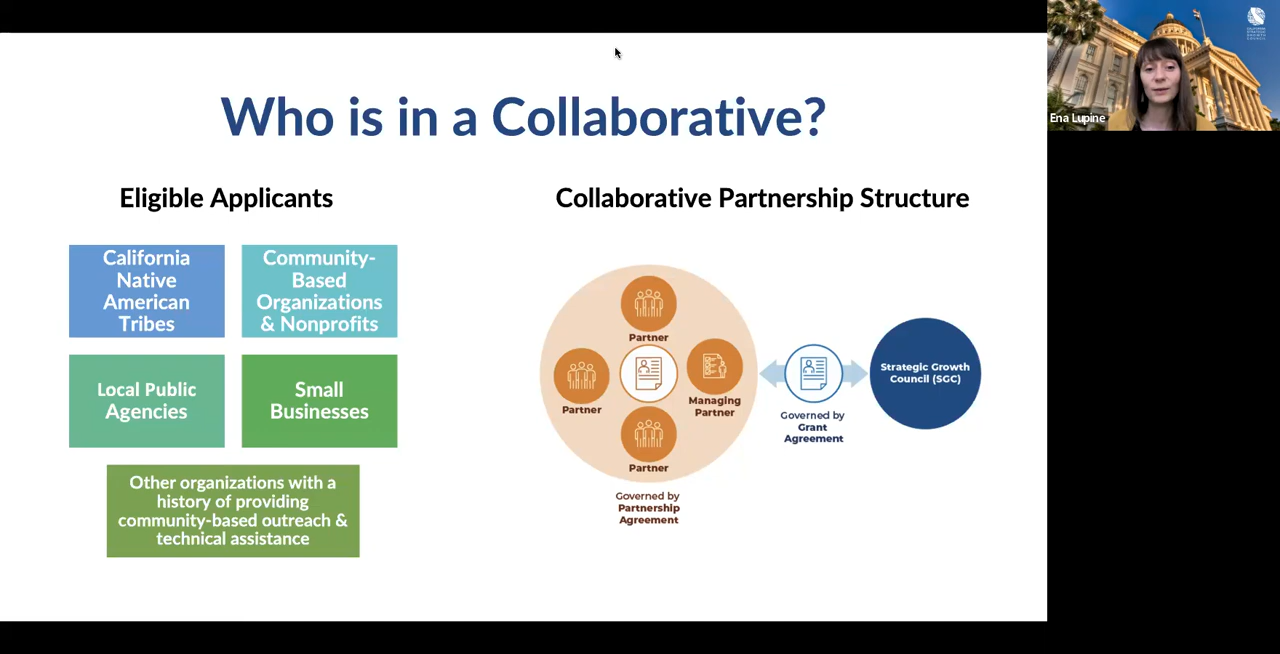 Who is in a Collaborative?
Eligible Applicants
California
Native
American
Tribes
Community-
Based
Organizations
& Nonprofits
Local Public
Agencies
Small
Businesses
Other organizations with a
history of providing
community-based outreach &
technical assistance
Collaborative Partnership Structure
Partner
Partner
Managing
Partner
Partner
Governed by
Partnership
Agreement
Governed by
Grant
Agreement
Strategic Growth
Council (SGC)
Ena Lupine